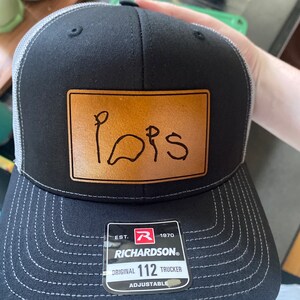 EST. R 1970
RICHARDSON®
ORIGINAL 112 TRUCKER
ADJUSTABLE